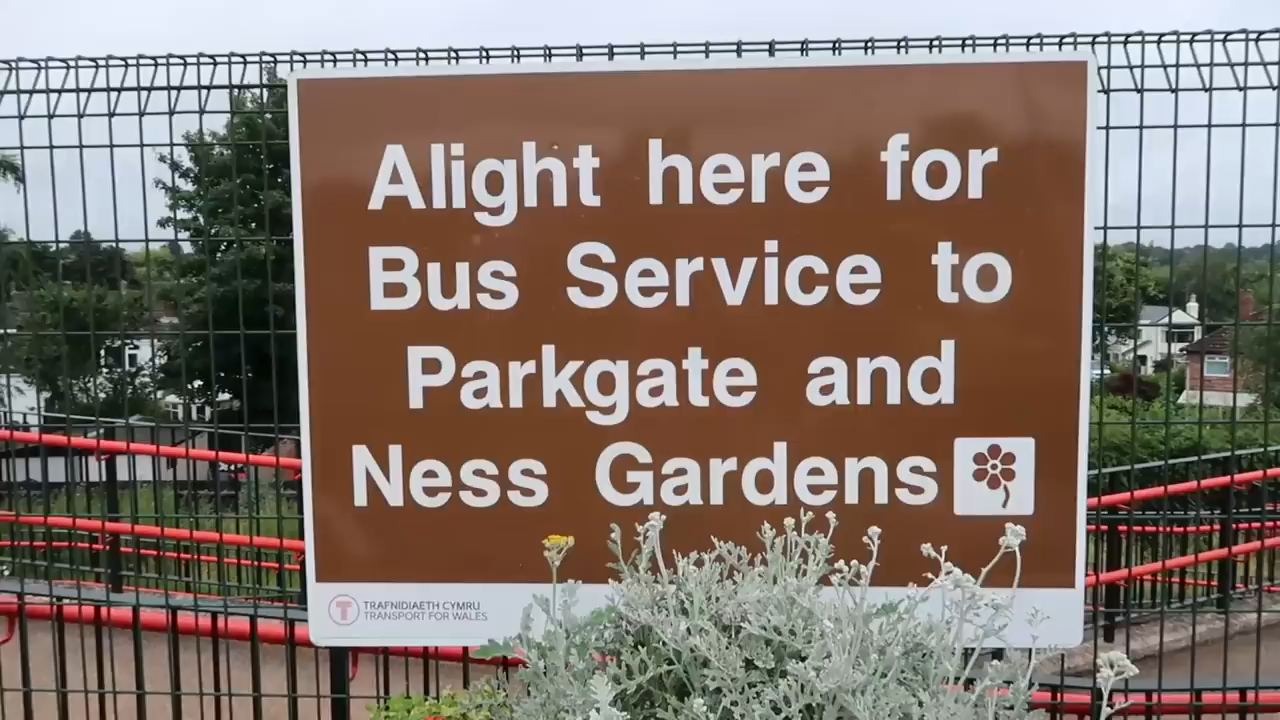 Alight here for
Bus Service to
Parkgate and
Ness Gardens
TRAFNIDIAETH CYMRU
TRANSPORT FOR WALES